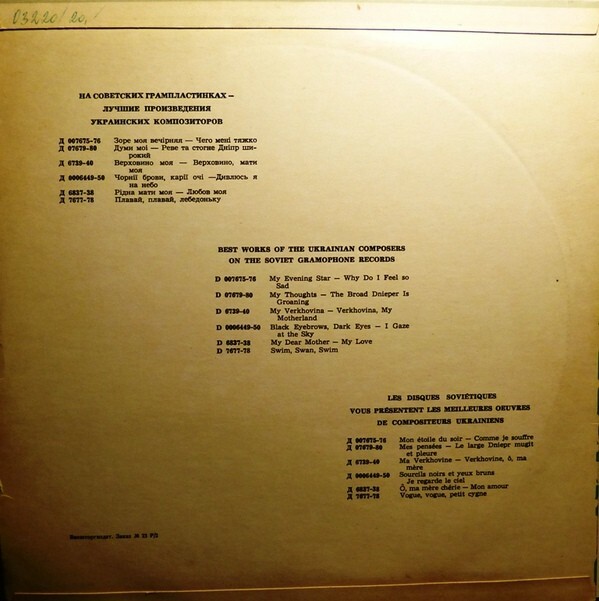 03220/20,
НА СОВЕТСКИХ ГРАМПЛАСТИНКАХ —
ЛУЧШИЕ ПРОИЗВЕДЕНИЯ
УКРАИНСКИХ КОМПОЗИТОРОВ
Д 007675-76 Зоре моя вечірняя — Чего мені тяжко
Д 07679-80 Думи мої — Реве та стогне Дніпр ши-
рокий
Д 6739-40 Верховино моя — Верховино, мати
моя
Д 0006449-50 Чорнії брови, карії очі —Дивлюсь я
на небо
Д 6837-38 Рідна мати моя — Любов моя
Д 7677-78 Плавай, плавай, лебедоньку
BEST WORKS OF THE UKRAINIAN COMPOSERS
ON THE SOVIET GRAMOPHONE RECORDS
D 007675-76 My Evening Star — Why Do I Feel so
Sad
D 07679-80 My Thoughts — The Broad Dnieper Is
Groaning
D 6739-40 My Verkhovina — Verkhovina, My
Motherland
D 0006449-50 Black Eyebrows, Dark Eyes — I Gaze
at the Sky
D 6837-38 My Dear Mother — My Love
D 7677-78 Swim, Swan, Swim
LES DISQUES SOVIÉTIQUES
VOUS PRÉSENTENT LES MEILLEURES OEUVRES
DE COMPOSITEURS UKRAINIENS
Д 007675-76 Mon étoile du soir — Comme je souffre
Д 07679-80 Mes pensées — Le large Dniepr mugit
et pleure
Д 6739-40 Ma Verkhovine — Verkhovine, ô, ma
mère
Д 0006449-50 Sourcils noirs et yeux bruns
Je regarde le ciel
Д 6837-38 Ô, ma mère chérie — Mon amour
Д 7677-78 Vogue, vogue, petit cygne
Заказ №